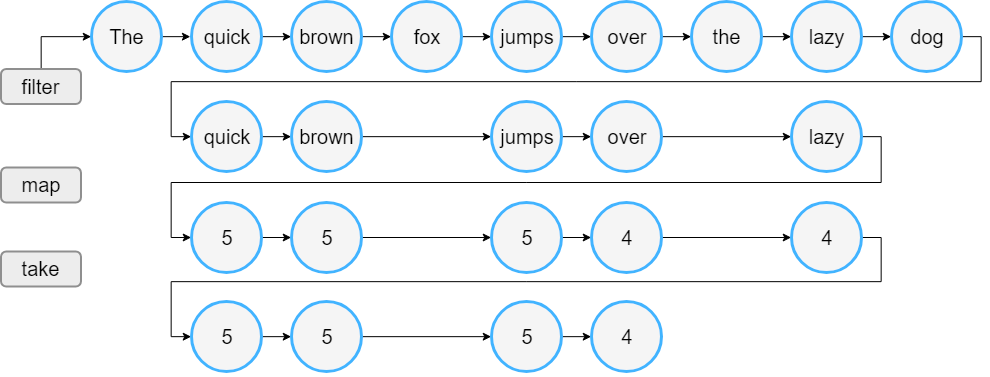 The quick brown fox jumps over the lazy dog
filter
quick brown jumps over lazy
map
5 5 5 4 4
take
5 5 5 4